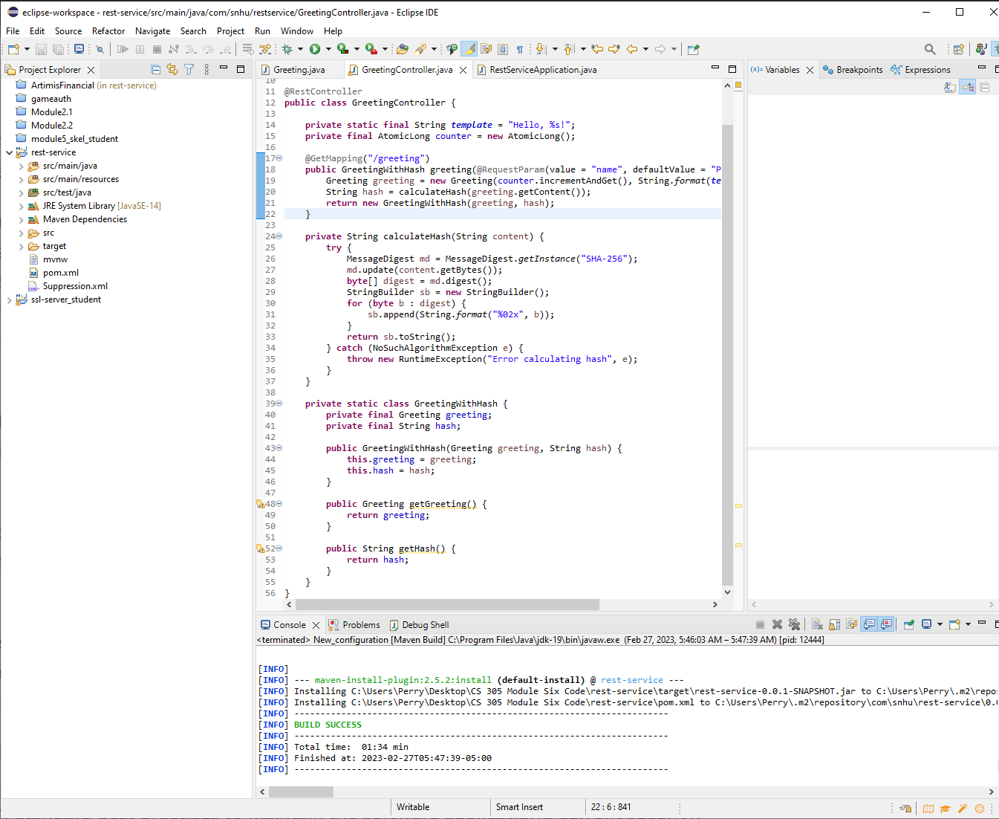 eclipse-workspace - rest-service/src/main/java/com/snhu/restservice/GreetingController.java - Eclipse IDE
File Edit Source Refactor Navigate Search Project Run Window Help
Project Explorer
ArtimisFinancial (in rest-service)
gameauth
Module2.1
Module2.2
module5_skel_student
rest-service
src/main/java
src/main/resources
src/test/java
JRE System Library [JavaSE-14]
Maven Dependencies
src
target
mvnw
pom.xml
Suppression.xml
ssl-server_student
Greeting.java GreetingController.java RestServiceApplication.java
10
11 @RestController
12 public class GreetingController {
13
14 private static final String template = "Hello, %s!";
15 private final AtomicLong counter = new AtomicLong();
16
17 @GetMapping("/greeting")
18 public GreetingWithHash greeting(@RequestParam(value = "name", defaultValue = "P
19 Greeting greeting = new Greeting(counter.incrementAndGet(), String.format(te
20 String hash = calculateHash(greeting.getContent());
21 return new GreetingWithHash(greeting, hash);
22 }
23
24 private String calculateHash(String content) {
25 try {
26 MessageDigest md = MessageDigest.getInstance("SHA-256");
27 md.update(content.getBytes());
28 byte[] digest = md.digest();
29 StringBuilder sb = new StringBuilder();
30 for (byte b : digest) {
31 sb.append(String.format("%02x", b));
32 }
33 return sb.toString();
34 } catch (NoSuchAlgorithmException e) {
35 throw new RuntimeException("Error calculating hash", e);
36 }
37 }
38
39 private static class GreetingWithHash {
40 private final Greeting greeting;
41 private final String hash;
42
43 public GreetingWithHash(Greeting greeting, String hash) {
44 this.greeting = greeting;
45 this.hash = hash;
46 }
47
48 public Greeting getGreeting() {
49 return greeting;
50 }
51
52 public String getHash() {
53 return hash;
54 }
55 }
56 }
(x)= Variables Breakpoints Expressions
Console Problems Debug Shell
<terminated> New_configuration [Maven Build] C:\Program Files\Java\jdk-19\bin\javaw.exe (Feb 27, 2023, 5:46:03 AM – 5:47:39 AM) [pid: 12444]
[INFO]
[INFO] --- maven-install-plugin:2.5.2:install (default-install) @ rest-service ---
[INFO] Installing C:\Users\Perry\Desktop\CS 305 Module Six Code\rest-service\target\rest-service-0.0.1-SNAPSHOT.jar to C:\Users\Perry\.m2\repos
[INFO] Installing C:\Users\Perry\Desktop\CS 305 Module Six Code\rest-service\pom.xml to C:\Users\Perry\.m2\repository\com\snhu\rest-service\0.
[INFO] ------------------------------------------------------------------------
[INFO] BUILD SUCCESS
[INFO] ------------------------------------------------------------------------
[INFO] Total time: 01:34 min
[INFO] Finished at: 2023-02-27T05:47:39-05:00
[INFO] ------------------------------------------------------------------------
Writable Smart Insert 22 : 6 : 841